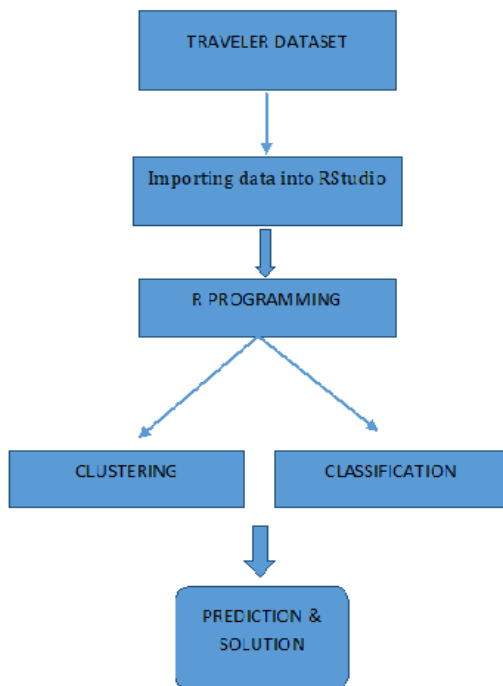 TRAVELER DATASET
Importing data into RStudio
R PROGRAMMING
CLUSTERING
CLASSIFICATION
PREDICTION &
SOLUTION